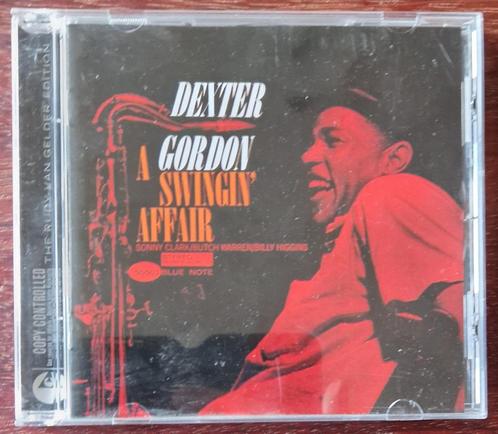 DEXTER
GORDON
A SWINGIN'
AFFAIR
SONNY CLARK/BUTCH WARREN/BILLY HIGGINS
BLUE NOTE
COPY CONTROLLED
THE RUDY VAN GELDER EDITION